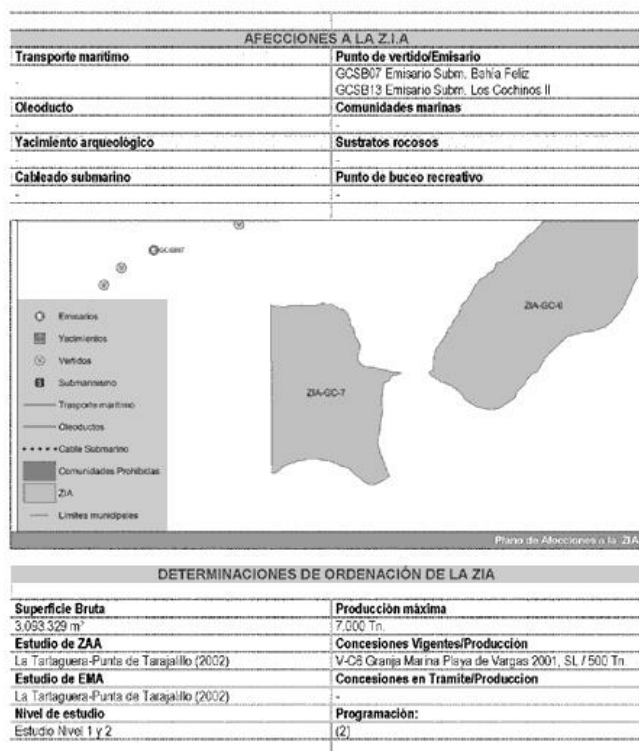 AFECCIONES A LA Z.I.A
Transporte marítimo Punto de vertido/Emisario
- GCSB07 Emisario Subm. Bahía Feliz
GCSB13 Emisario Subm. Los Cochinos II
Oleoducto Comunidades marinas
- -
Yacimiento arqueológico Sustratos rocosos
- -
Cableado submarino Punto de buceo recreativo
- -
GCSB07
ZIA-GC-6
ZIA-GC-7
Emisarios
Yacimientos
Vertidos
S Submarinismo
Trasporte marítimo
Oleoductos
Cable Submarino
Comunidades Prohibidas
ZIA
Límites municipales
Plano de Afecciones a la ZIA
DETERMINACIONES DE ORDENACIÓN DE LA ZIA
Superficie Bruta Producción máxima
3.093.329 m² 7.000 Tn.
Estudio de ZAA Concesiones Vigentes/Producción
La Tartaguera-Punta de Tarajalillo (2002) V-C6 Granja Marina Playa de Vargas 2001, SL / 500 Tn.
Estudio de EMA Concesiones en Tramite/Produccion
La Tartaguera-Punta de Tarajalillo (2002) -
Nivel de estudio Programación:
Estudio Nivel 1 y 2 (2)